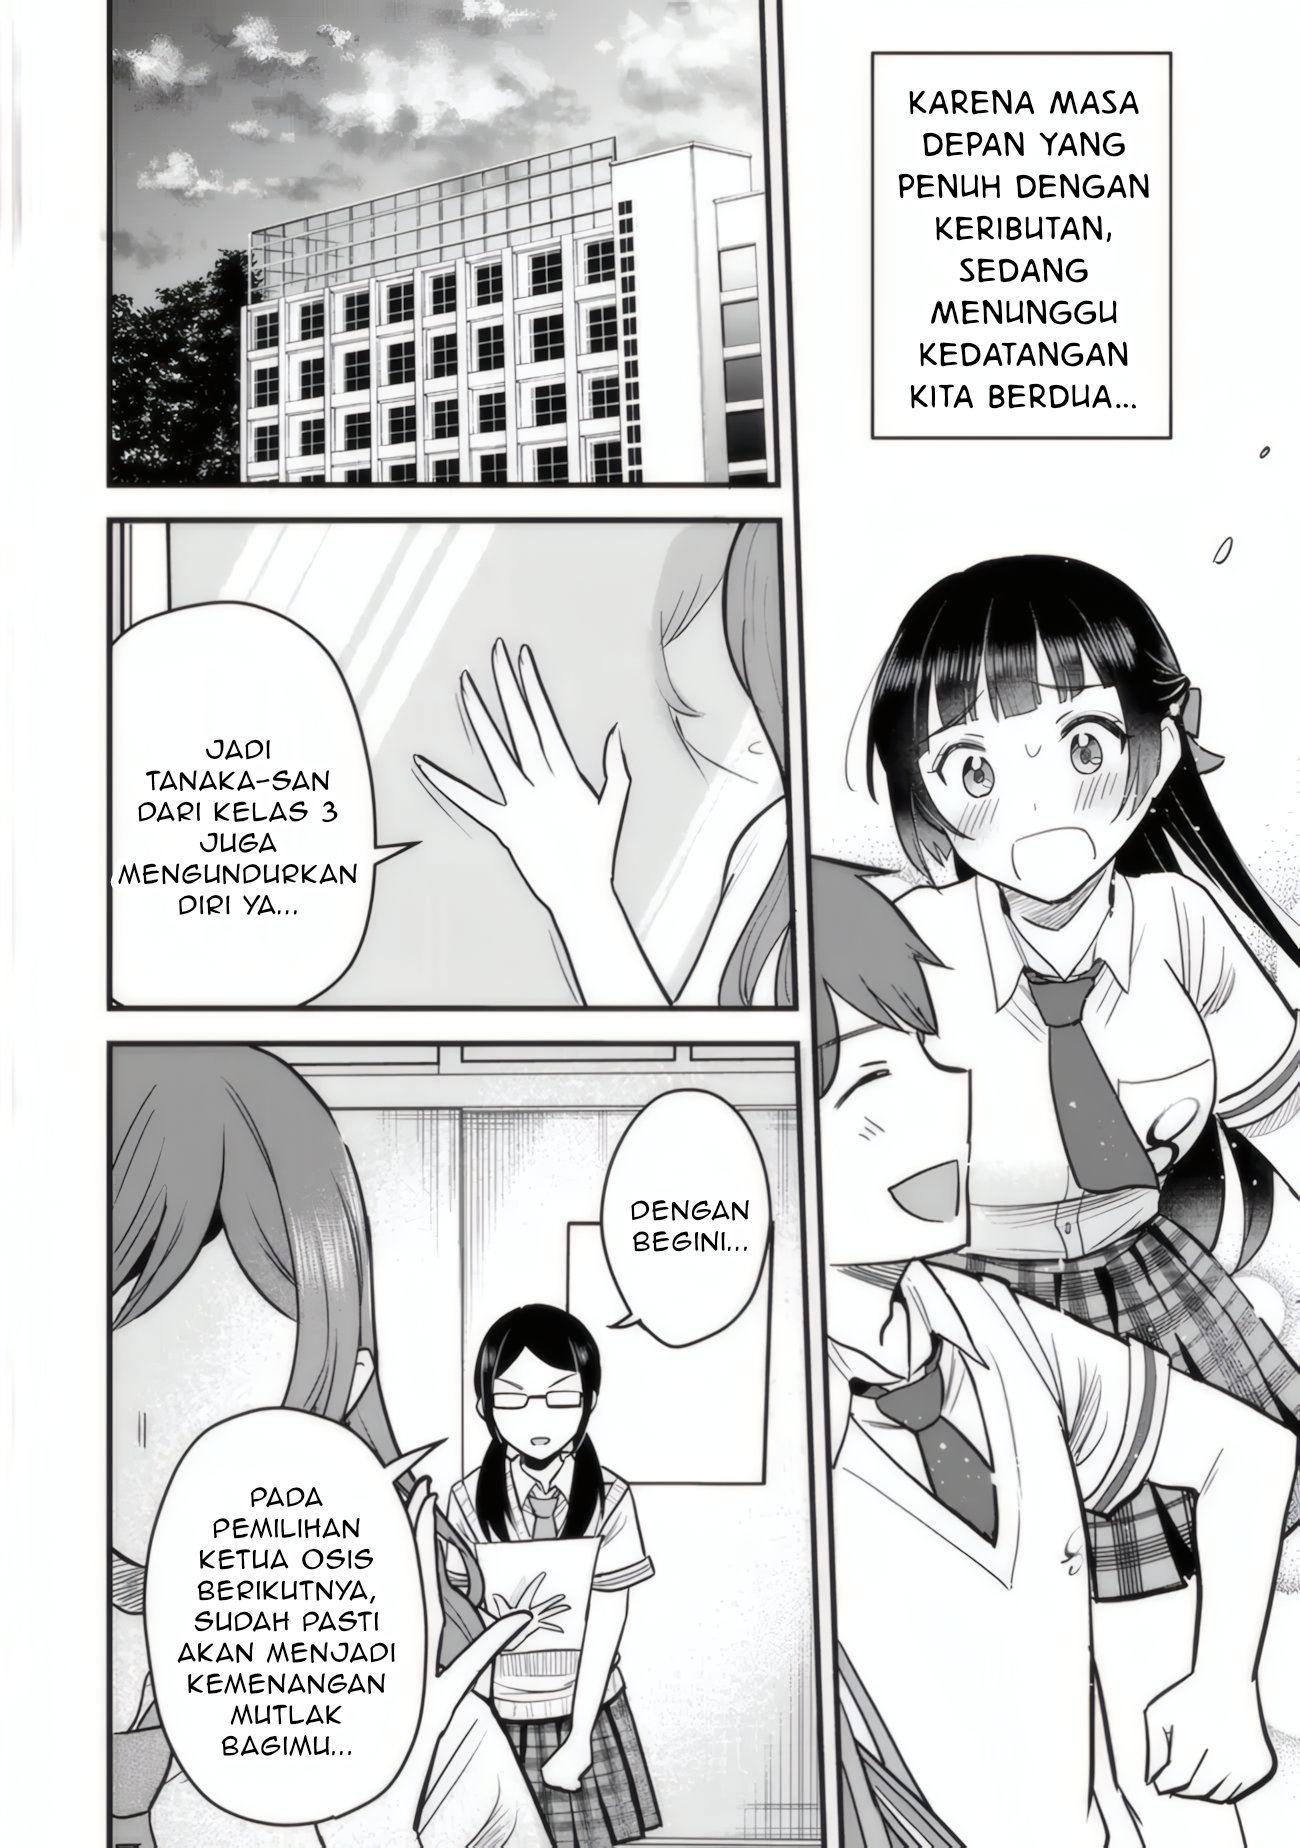 KARENA MASA
DEPAN YANG
PENUH DENGAN
KERIBUTAN,
SEDANG
MENUNGGU
KEDATANGAN
KITA BERDUA...
JADI
TANAKA-SAN
DARI KELAS 3
JUGA
MENGUNDURKAN
DIRI YA...
DENGAN
BEGINI...
PADA
PEMILIHAN
KETUA OSIS
BERIKUTNYA,
SUDAH PASTI
AKAN MENJADI
KEMENANGAN
MUTLAK
BAGIMU...